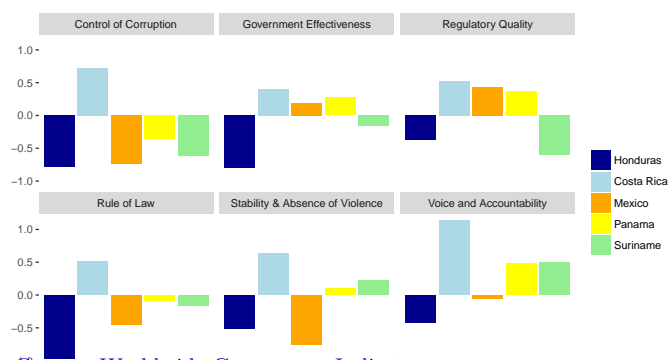 Control of Corruption
Government Effectiveness
Regulatory Quality
1.0
0.5
0.0
−0.5
−1.0
Rule of Law
Stability & Absence of Violence
Voice and Accountability
1.0
0.5
0.0
−0.5
Honduras
Costa Rica
Mexico
Panama
Suriname